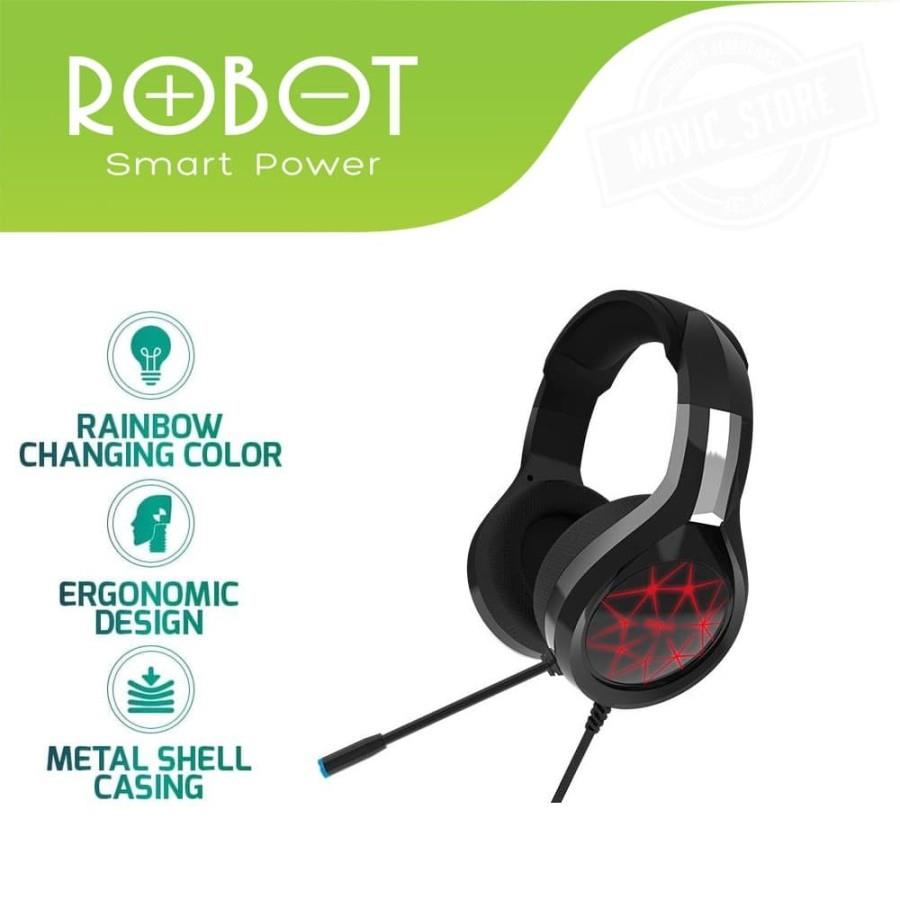 ROBOT
Smart Power
MAVIC_STORE
RAINBOW
CHANGING COLOR
ERGONOMIC
DESIGN
METAL SHELL
CASING